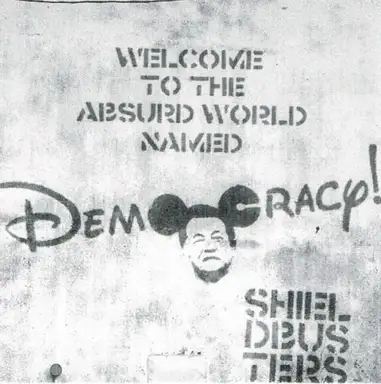 WELCOME
TO THE
ABSURD WORLD
NAMED
DEMOCRACY!
SHIEL
DBUS
TERS